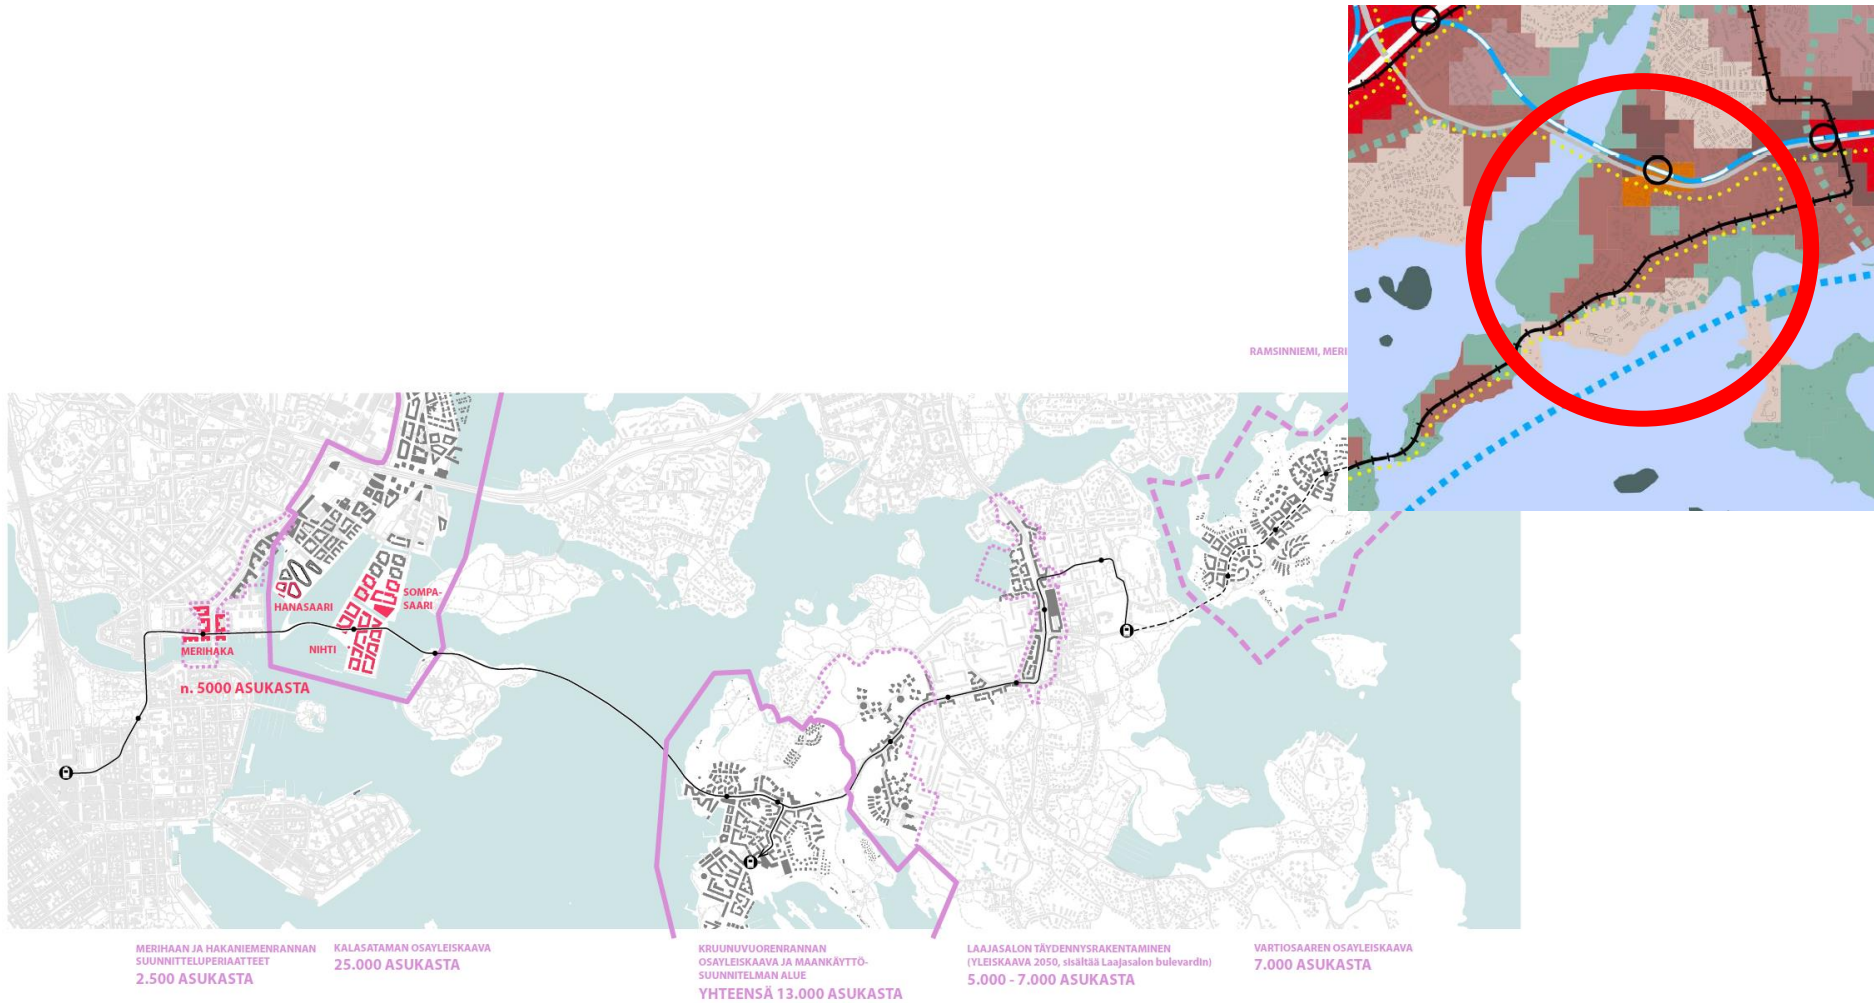 RAMSINNIEMI, MERI
HANASAARI
SOMPA-
SAARI
MERIHAKA
NIHTI
n. 5000 ASUKASTA
MERIHAAN JA HAKANIEMENRANNAN
SUUNNITTELUPERIAATTEET
2.500 ASUKASTA
KALASATAMAN OSAYLEISKAAVA
25.000 ASUKASTA
KRUUNUVUORENRANNAN
OSAYLEISKAAVA JA MAANKÄYTTÖ-
SUUNNITELMAN ALUE
YHTEENSÄ 13.000 ASUKASTA
LAAJASALON TÄYDENNYSRAKENTAMINEN
(YLEISKAAVA 2050, sisältää Laajasalon bulevardin)
5.000 - 7.000 ASUKASTA
VARTIOSAAREN OSAYLEISKAAVA
7.000 ASUKASTA